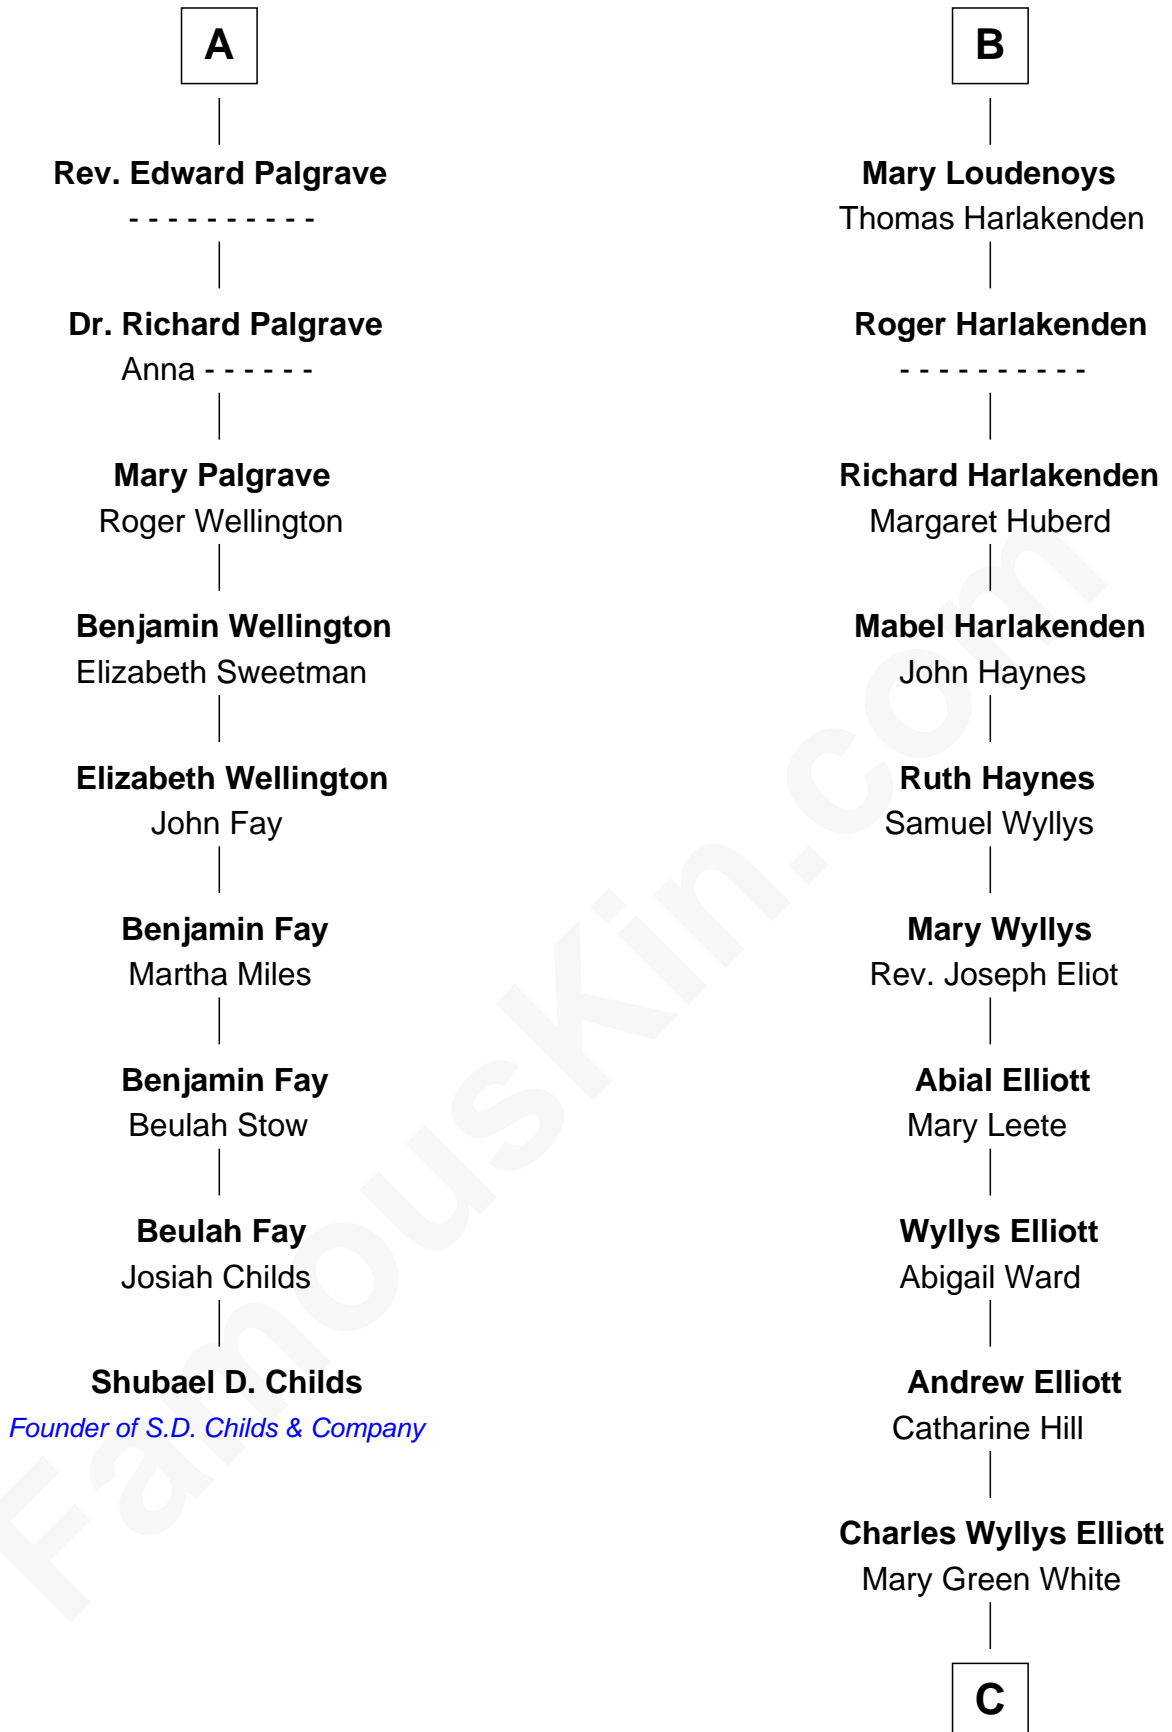 A
Rev. Edward Palgrave
- - - - - - - - - -
Dr. Richard Palgrave
Anna - - - - - -
Mary Palgrave
Roger Wellington
Benjamin Wellington
Elizabeth Sweetman
Elizabeth Wellington
John Fay
Benjamin Fay
Martha Miles
Benjamin Fay
Beulah Stow
Beulah Fay
Josiah Childs
Shubael D. Childs
Founder of S.D. Childs & Company
B
Mary Loudenoys
Thomas Harlakenden
Roger Harlakenden
- - - - - - - - - -
Richard Harlakenden
Margaret Huberd
Mabel Harlakenden
John Haynes
Ruth Haynes
Samuel Wyllys
Mary Wyllys
Rev. Joseph Eliot
Abial Elliott
Mary Leete
Wyllys Elliott
Abigail Ward
Andrew Elliott
Catharine Hill
Charles Wyllys Elliott
Mary Green White
C
FamousKin.com